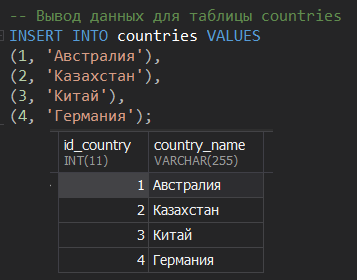 -- Вывод данных для таблицы countries
INSERT INTO countries VALUES
(1, 'Австралия'),
(2, 'Казахстан'),
(3, 'Китай'),
(4, 'Германия');
id_country country_name
INT(11) VARCHAR(255)
1 Австралия
2 Казахстан
3 Китай
4 Германия